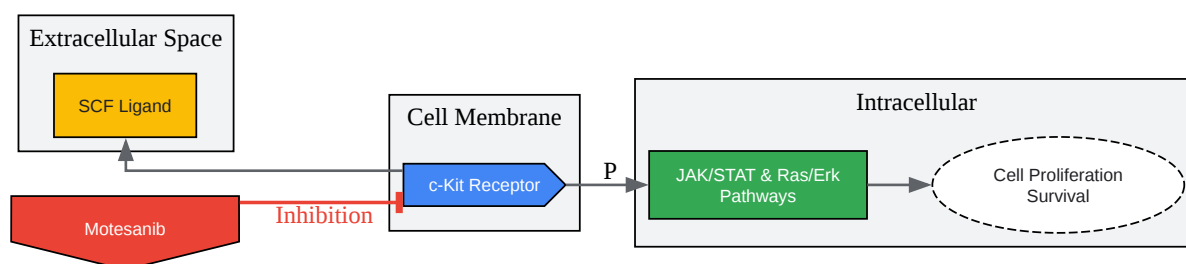 Extracellular Space
SCF Ligand
Motesanib
Inhibition
Cell Membrane
c-Kit Receptor
P
Intracellular
JAK/STAT & Ras/Erk
Pathways
Cell Proliferation
Survival